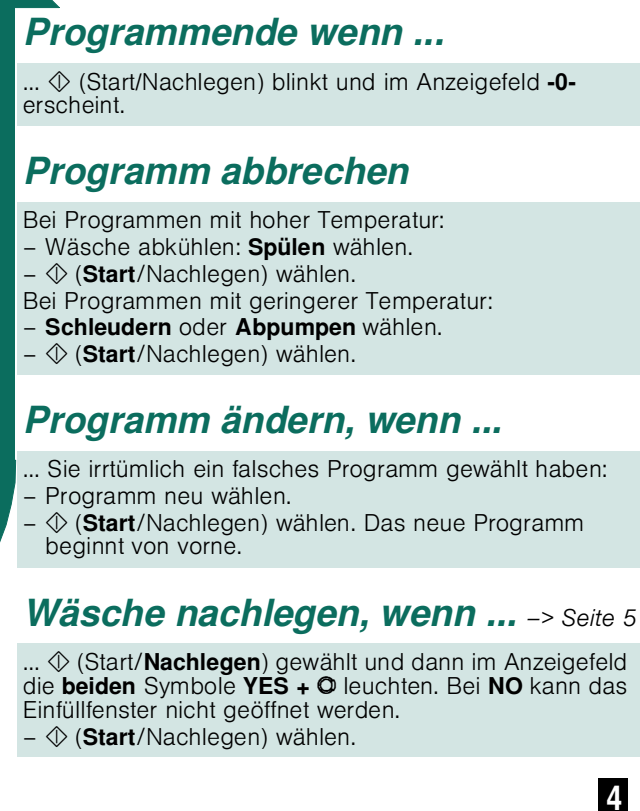 Programmende wenn ...
... (Start/Nachlegen) blinkt und im Anzeigefeld -0-
erscheint.
Programm abbrechen
Bei Programmen mit hoher Temperatur:
– Wäsche abkühlen: Spülen wählen.
– (Start/Nachlegen) wählen.
Bei Programmen mit geringerer Temperatur:
– Schleudern oder Abpumpen wählen.
– (Start/Nachlegen) wählen.
Programm ändern, wenn ...
... Sie irrtümlich ein falsches Programm gewählt haben:
– Programm neu wählen.
– (Start/Nachlegen) wählen. Das neue Programm
beginnt von vorne.
Wäsche nachlegen, wenn ... –> Seite 5
... (Start/Nachlegen) gewählt und dann im Anzeigefeld
die beiden Symbole YES + leuchten. Bei NO kann das
Einfüllfenster nicht geöffnet werden.
– (Start/Nachlegen) wählen.
4